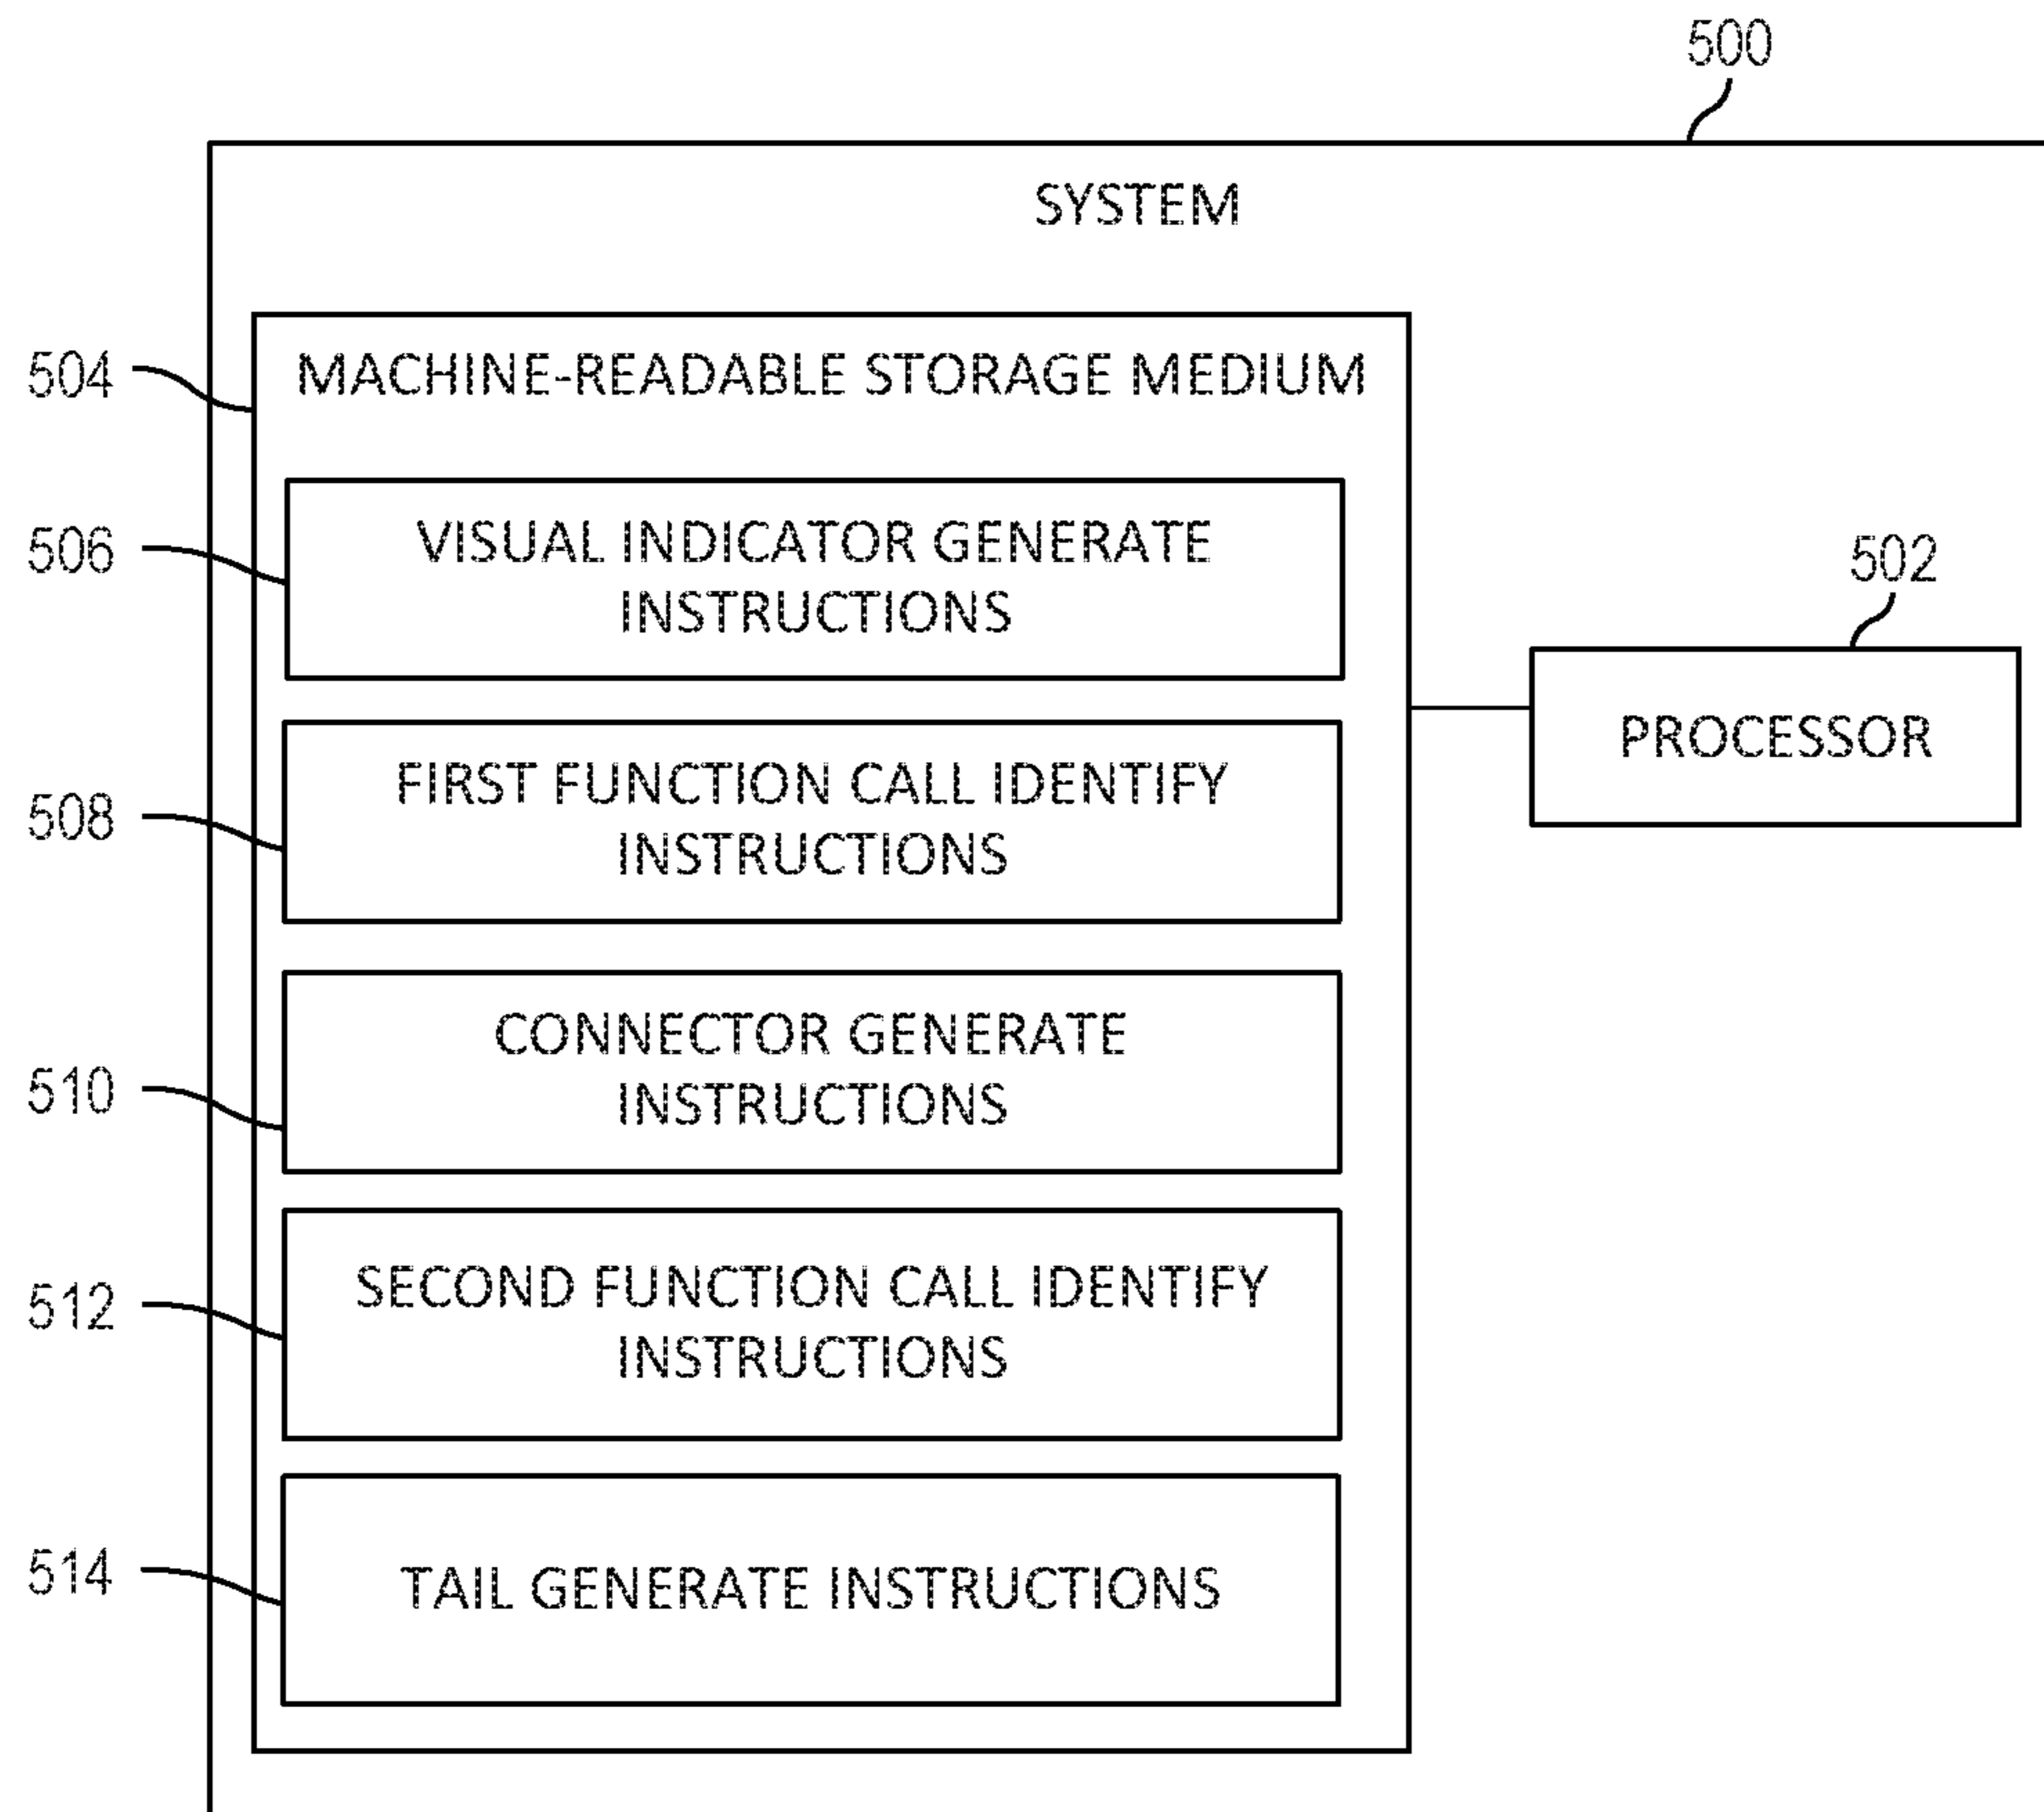 500
SYSTEM
504
MACHINE-READABLE STORAGE MEDIUM
506
VISUAL INDICATOR GENERATE
INSTRUCTIONS
502
PROCESSOR
508
FIRST FUNCTION CALL IDENTIFY
INSTRUCTIONS
510
CONNECTOR GENERATE
INSTRUCTIONS
512
SECOND FUNCTION CALL IDENTIFY
INSTRUCTIONS
514
TAIL GENERATE INSTRUCTIONS